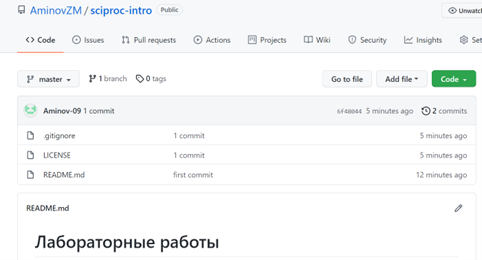 AminovZM / sciproc-intro Public Unwatch
Code Issues Pull requests Actions Projects Wiki Security Insights
master 1 branch 0 tags Go to file Add file Code
Aminov-09 1 commit 5 minutes ago 2 commits
.gitignore 1 commit 5 minutes ago
LICENSE 1 commit 5 minutes ago
README.md first commit 12 minutes ago
README.md
Лабораторные работы